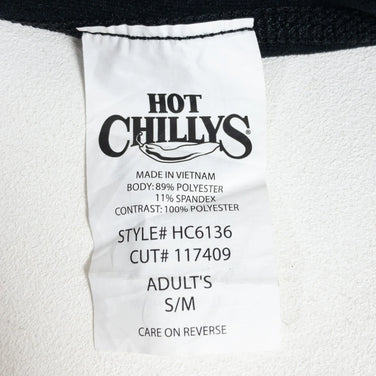 HOT
CHILLYS®
MADE IN VIETNAM
BODY: 89% POLYESTER
11% SPANDEX
CONTRAST: 100% POLYESTER
STYLE# HC6136
CUT# 117409
ADULT'S
S/M
CARE ON REVERSE